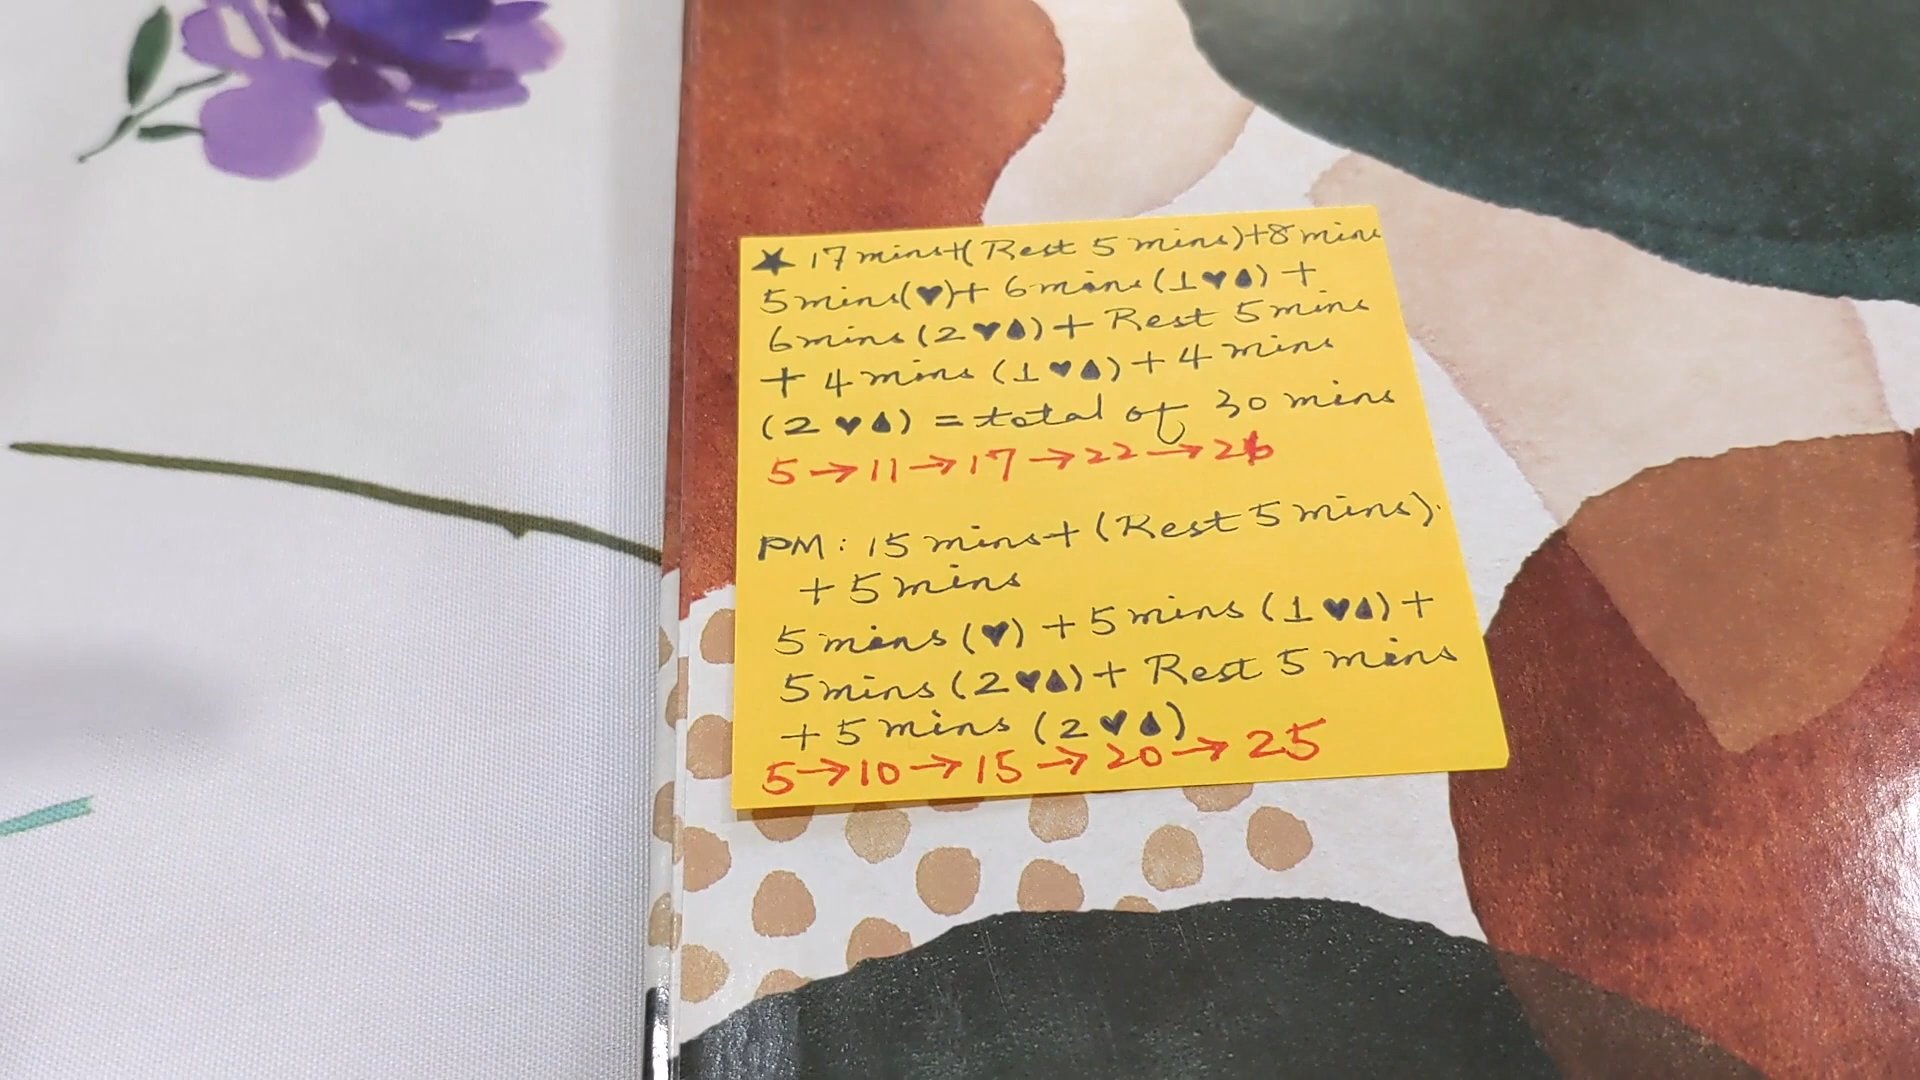 ★ 17 mins+(Rest 5 mins)+8 mins
5 mins(♥)+ 6 mins (1♥💧) +
6 mins (2♥💧) + Rest 5 mins
+ 4 mins (1♥💧) + 4 mins
(2♥💧) = total of 30 mins
5 → 11 → 17 → 22 → 26
PM: 15 mins + (Rest 5 mins).
+ 5 mins
5 mins (♥) + 5 mins (1♥💧) +
5 mins (2♥💧) + Rest 5 mins
+ 5 mins (2♥💧)
5 → 10 → 15 → 20 → 25